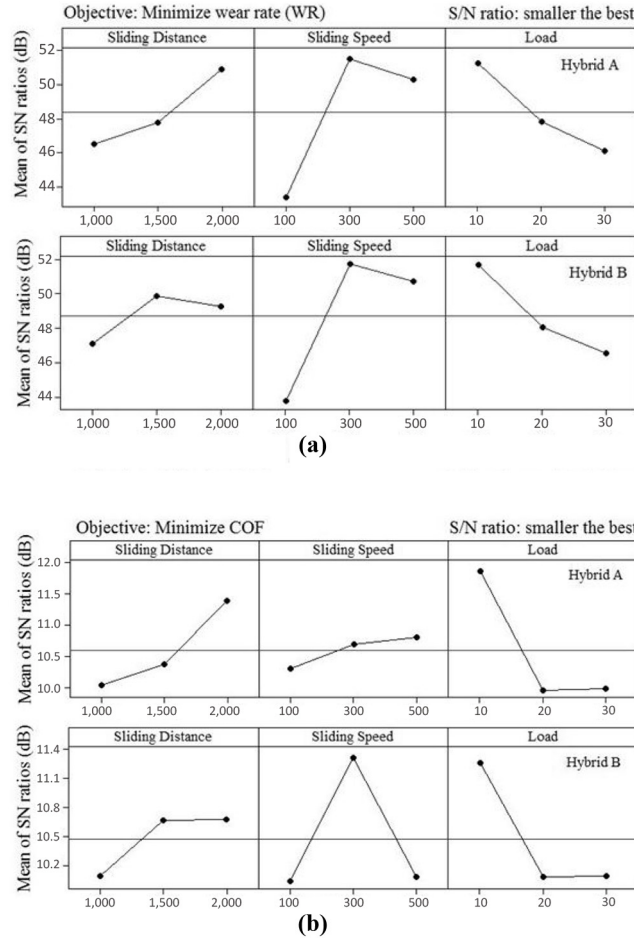 Objective: Minimize wear rate (WR) S/N ratio: smaller the best
Sliding Distance Sliding Speed Load
Mean of SN ratios (dB)
52
50
48
46
44
Hybrid A
1,000 1,500 2,000 100 300 500 10 20 30
Sliding Distance Sliding Speed Load
Mean of SN ratios (dB)
52
50
48
46
44
Hybrid B
1,000 1,500 2,000 100 300 500 10 20 30
(a)
Objective: Minimize COF S/N ratio: smaller the best
Sliding Distance Sliding Speed Load
Mean of SN ratios (dB)
12.0
11.5
11.0
10.5
10.0
Hybrid A
1,000 1,500 2,000 100 300 500 10 20 30
Sliding Distance Sliding Speed Load
Mean of SN ratios (dB)
11.4
11.1
10.8
10.5
10.2
Hybrid B
1,000 1,500 2,000 100 300 500 10 20 30
(b)